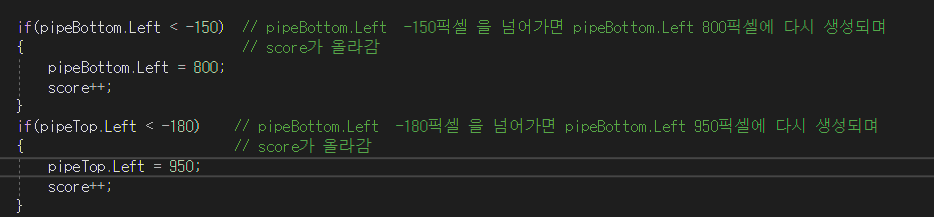 if(pipeBottom.Left < -150)  // pipeBottom.Left  -150픽셀 을 넘어가면 pipeBottom.Left 800픽셀에 다시 생성되며
{                           // score가 올라감
    pipeBottom.Left = 800;
    score++;
}
if(pipeTop.Left < -180)    // pipeBottom.Left  -180픽셀 을 넘어가면 pipeBottom.Left 950픽셀에 다시 생성되며
{                          // score가 올라감
    pipeTop.Left = 950;
    score++;
}